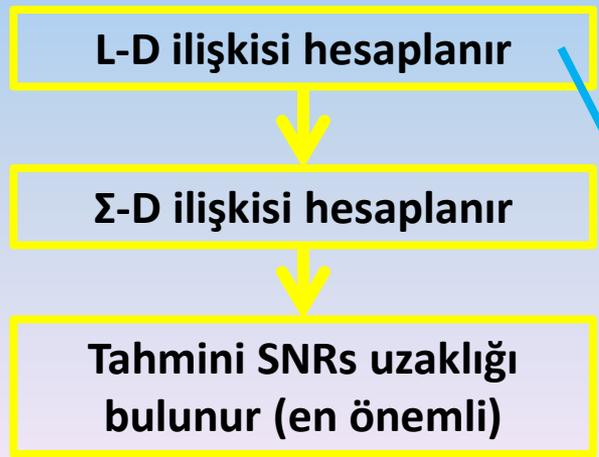 L-D ilişkisi hesaplanır
Σ-D ilişkisi hesaplanır
Tahmini SNRs uzaklığı
bulunur (en önemli)